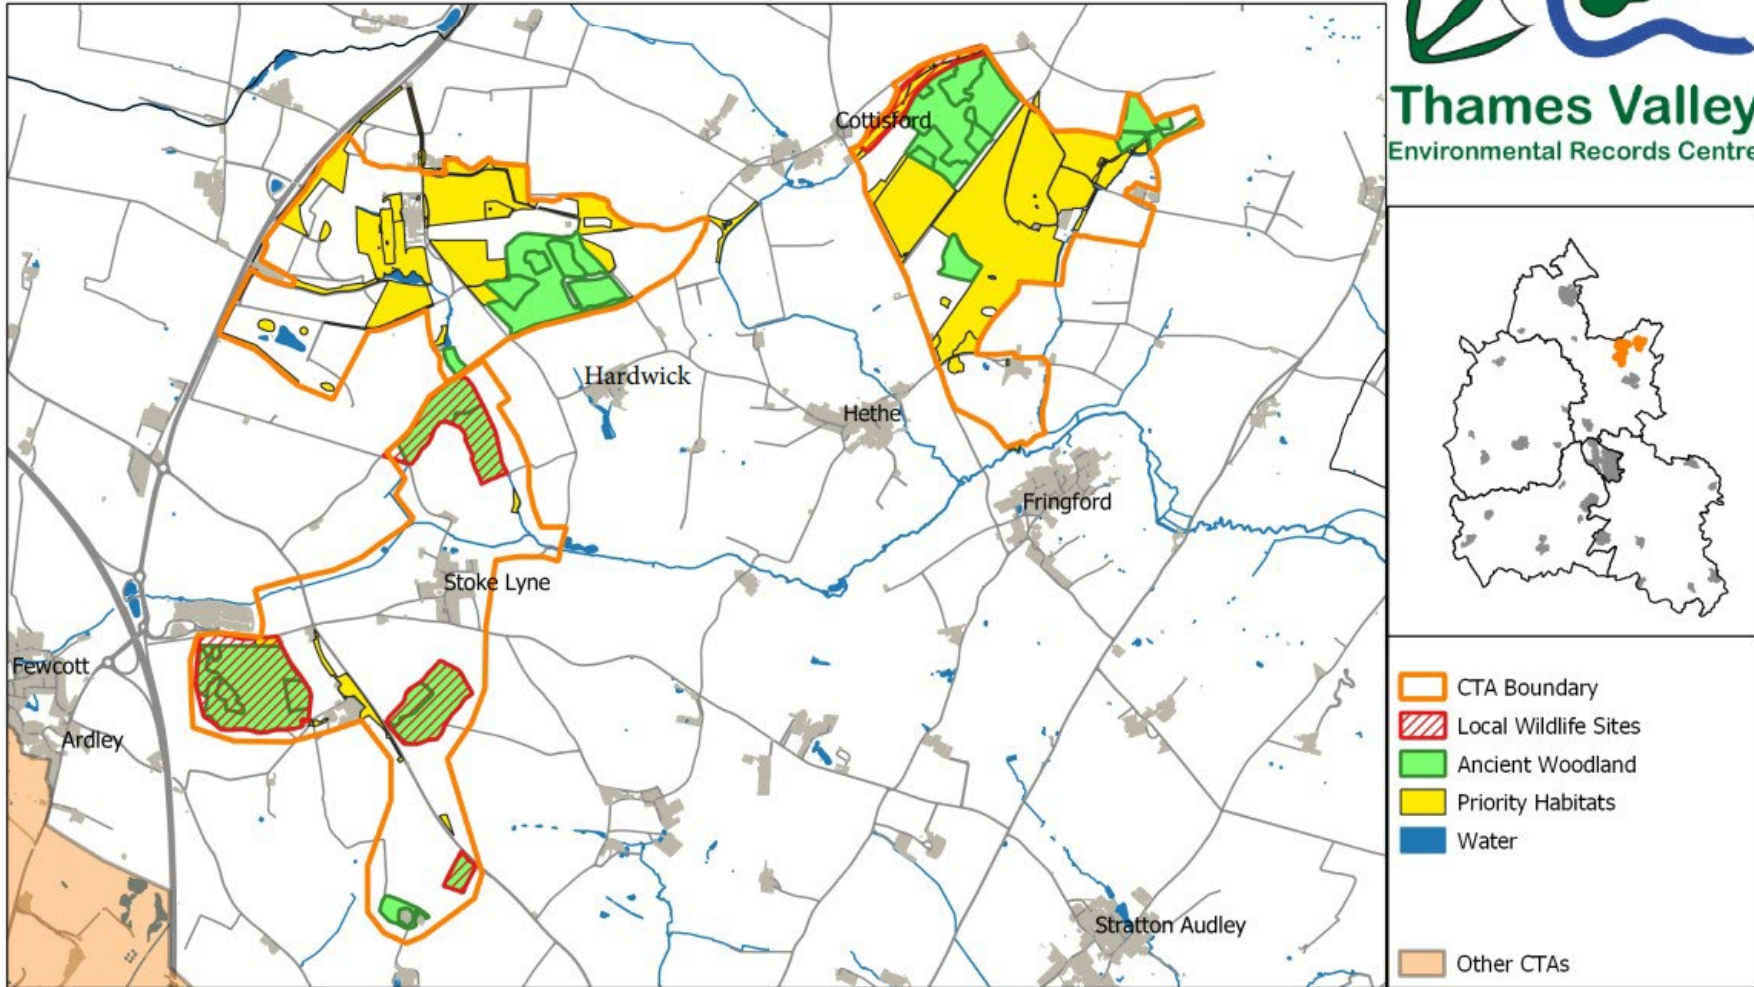 Thames Valley
Environmental Records Centre
Cottisford
Hardwick
Hethe
Fringford
Stoke Lyne
Fewcott
Ardley
Stratton Audley
CTA Boundary
Local Wildlife Sites
Ancient Woodland
Priority Habitats
Water
Other CTAs